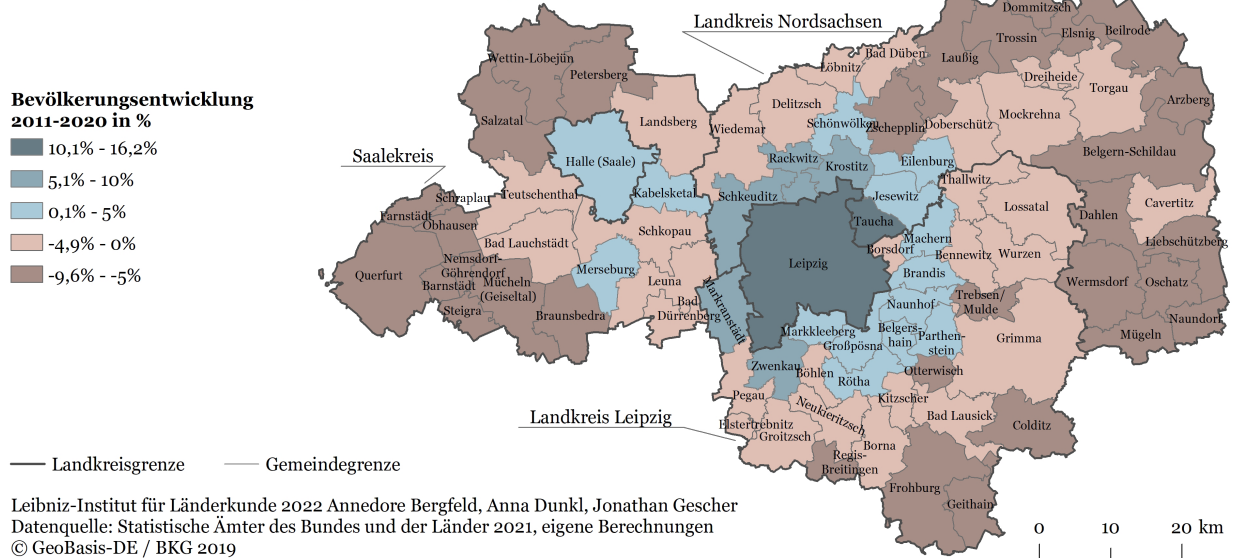 Bevölkerungsentwicklung
2011-2020 in %
10,1% - 16,2%
5,1% - 10%
0,1% - 5%
-4,9% - 0%
-9,6% - -5%
Landkreis Nordsachsen
Saalekreis
Landkreis Leipzig
Dommitzsch
Elsnig
Beilrode
Trossin
Wettin-Löbejün
Petersberg
Laußig
Bad Düben
Löbnitz
Dreiheide
Torgau
Arzberg
Delitzsch
Mockrehna
Salzatal
Landsberg
Wiedemar
Schönwölkau
Zschepplin
Doberschütz
Belgern-Schildau
Halle (Saale)
Rackwitz
Krostitz
Eilenburg
Thallwitz
Kabelsketal
Schkeuditz
Jesewitz
Teutschenthal
Schraplau
Farnstädt
Obhausen
Lossatal
Cavertitz
Dahlen
Taucha
Schkopau
Bad Lauchstädt
Borsdorf
Machern
Bennewitz
Wurzen
Liebschützberg
Nemsdorf-
Göhrendorf
Querfurt
Barnstädt
Mücheln
(Geiseltal)
Merseburg
Leuna
Leipzig
Brandis
Wermsdorf
Oschatz
Steigra
Braunsbedra
Bad
Dürrenberg
Markranstädt
Naunhof
Trebsen/
Mulde
Naundorf
Markkleeberg
Großpösna
Belgers-
hain
Parthen-
stein
Grimma
Mügeln
Zwenkau
Böhlen
Rötha
Otterwisch
Pegau
Kitzscher
Neukieritzsch
Bad Lausick
Elstertrebnitz
Groitzsch
Borna
Colditz
Regis-
Breitingen
Frohburg
Geithain
Landkreisgrenze
Gemeindegrenze
Leibniz-Institut für Länderkunde 2022 Annedore Bergfeld, Anna Dunkl, Jonathan Gescher
Datenquelle: Statistische Ämter des Bundes und der Länder 2021, eigene Berechnungen
© GeoBasis-DE / BKG 2019
0 10 20 km